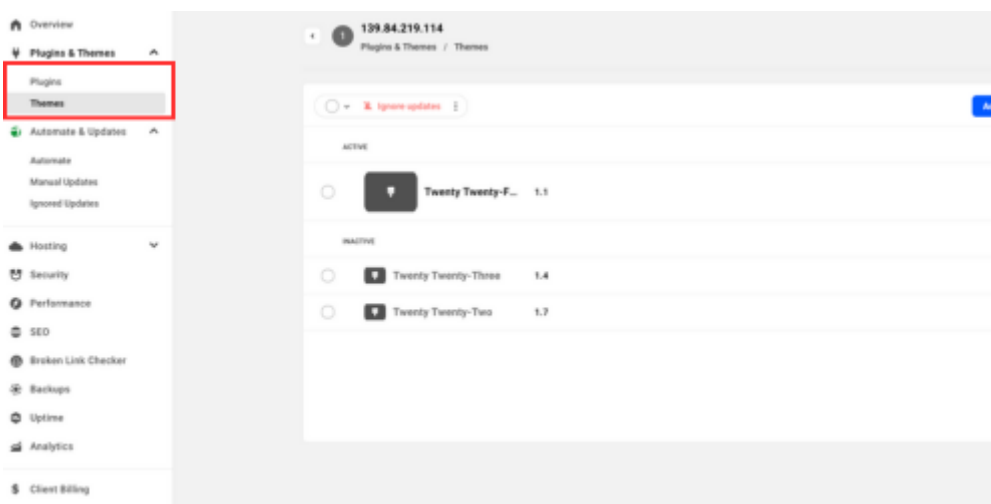 Overview
Plugins & Themes
Plugins
Themes
Automate & Updates
Automate
Manual Updates
Ignored Updates
Hosting
Security
Performance
SEO
Broken Link Checker
Backups
Uptime
Analytics
Client Billing
1
139.84.219.114
Plugins & Themes / Themes
Ignore updates
ACTIVE
Twenty Twenty-F... 1.1
INACTIVE
Twenty Twenty-Three 1.4
Twenty Twenty-Two 1.7